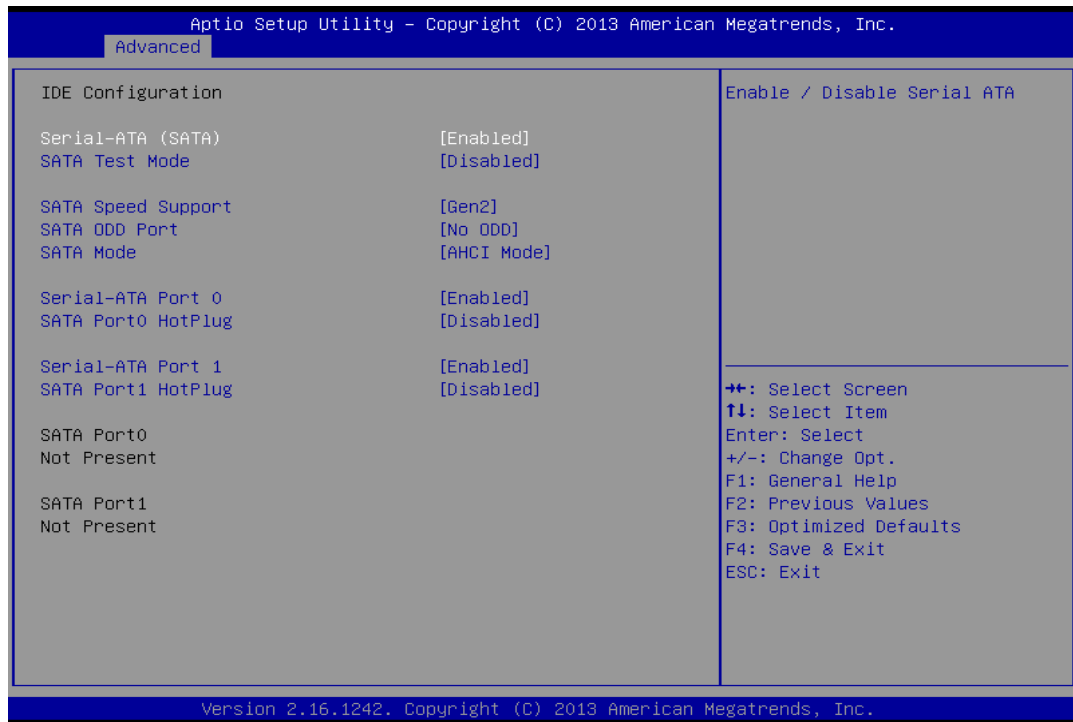 Aptio Setup Utility – Copyright (C) 2013 American Megatrends, Inc.
Advanced
IDE Configuration
Serial-ATA (SATA) [Enabled]
SATA Test Mode [Disabled]
SATA Speed Support [Gen2]
SATA ODD Port [No ODD]
SATA Mode [AHCI Mode]
Serial-ATA Port 0 [Enabled]
SATA Port0 HotPlug [Disabled]
Serial-ATA Port 1 [Enabled]
SATA Port1 HotPlug [Disabled]
SATA Port0
Not Present
SATA Port1
Not Present
Enable / Disable Serial ATA
→←: Select Screen
↑↓: Select Item
Enter: Select
+/-: Change Opt.
F1: General Help
F2: Previous Values
F3: Optimized Defaults
F4: Save & Exit
ESC: Exit
Version 2.16.1242. Copyright (C) 2013 American Megatrends, Inc.